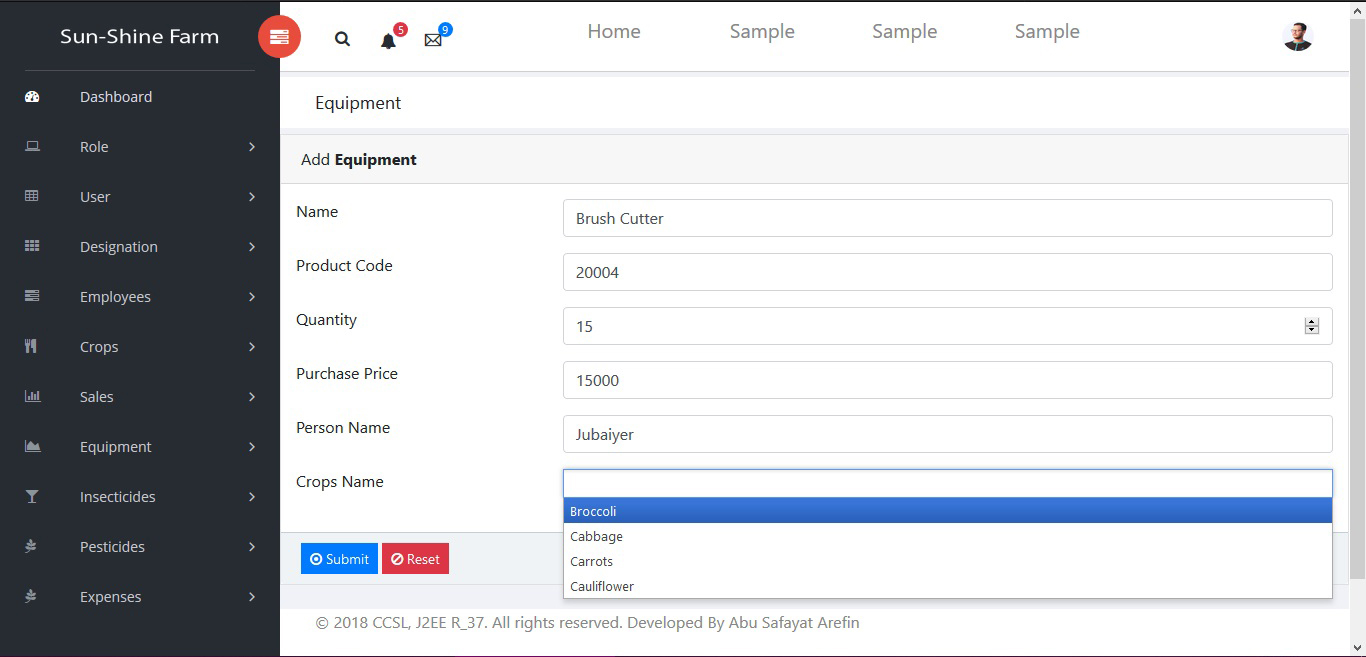 Sun-Shine Farm
5
9
Home Sample Sample Sample
Dashboard
Role
User
Designation
Employees
Crops
Sales
Equipment
Insecticides
Pesticides
Expenses
Equipment
Add Equipment
Name Brush Cutter
Product Code 20004
Quantity 15
Purchase Price 15000
Person Name Jubaiyer
Crops Name
Broccoli
Cabbage
Carrots
Cauliflower
Submit Reset
© 2018 CCSL, J2EE R_37. All rights reserved. Developed By Abu Safayat Arefin